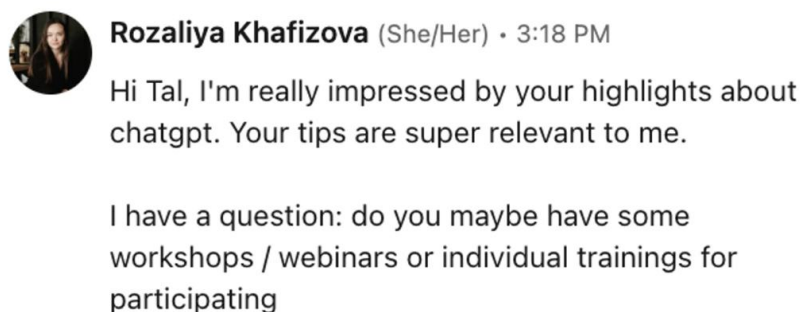 Rozaliya Khafizova (She/Her) • 3:18 PM
Hi Tal, I'm really impressed by your highlights about
chatgpt. Your tips are super relevant to me.
I have a question: do you maybe have some
workshops / webinars or individual trainings for
participating